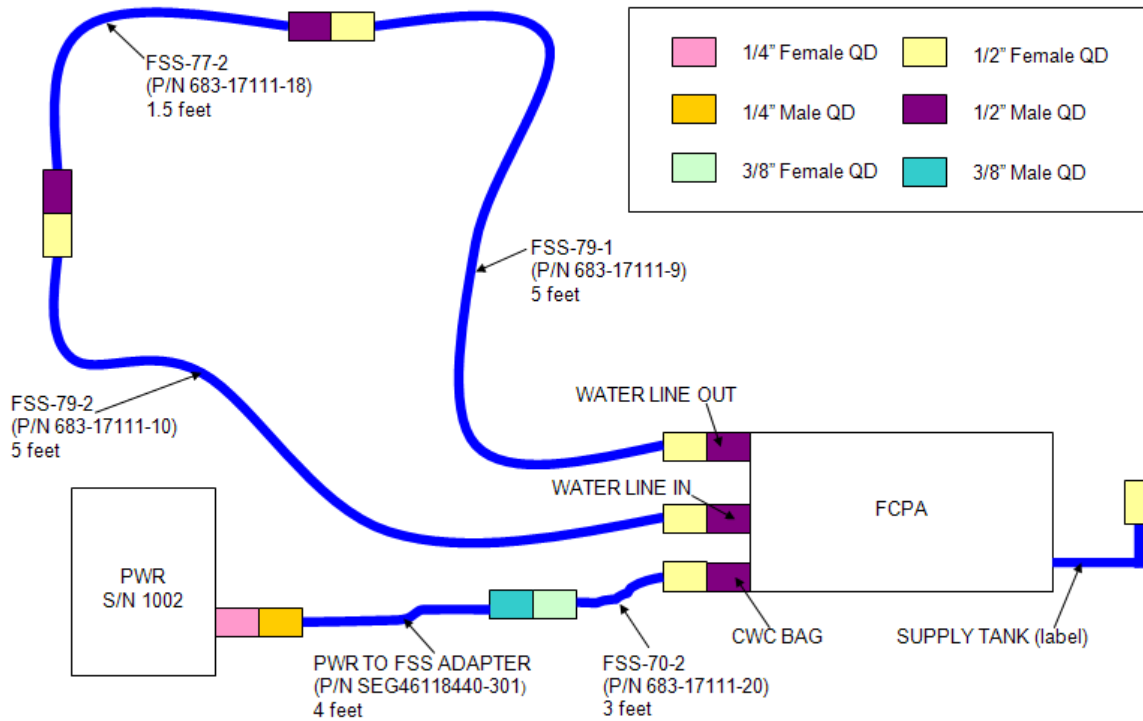 FSS-77-2
(P/N 683-17111-18)
1.5 feet
1/4" Female QD
1/2" Female QD
1/4" Male QD
1/2" Male QD
3/8" Female QD
3/8" Male QD
FSS-79-1
(P/N 683-17111-9)
5 feet
FSS-79-2
(P/N 683-17111-10)
5 feet
WATER LINE OUT
WATER LINE IN
FCPA
PWR
S/N 1002
CWC BAG
SUPPLY TANK (label)
PWR TO FSS ADAPTER
(P/N SEG46118440-301)
4 feet
FSS-70-2
(P/N 683-17111-20)
3 feet